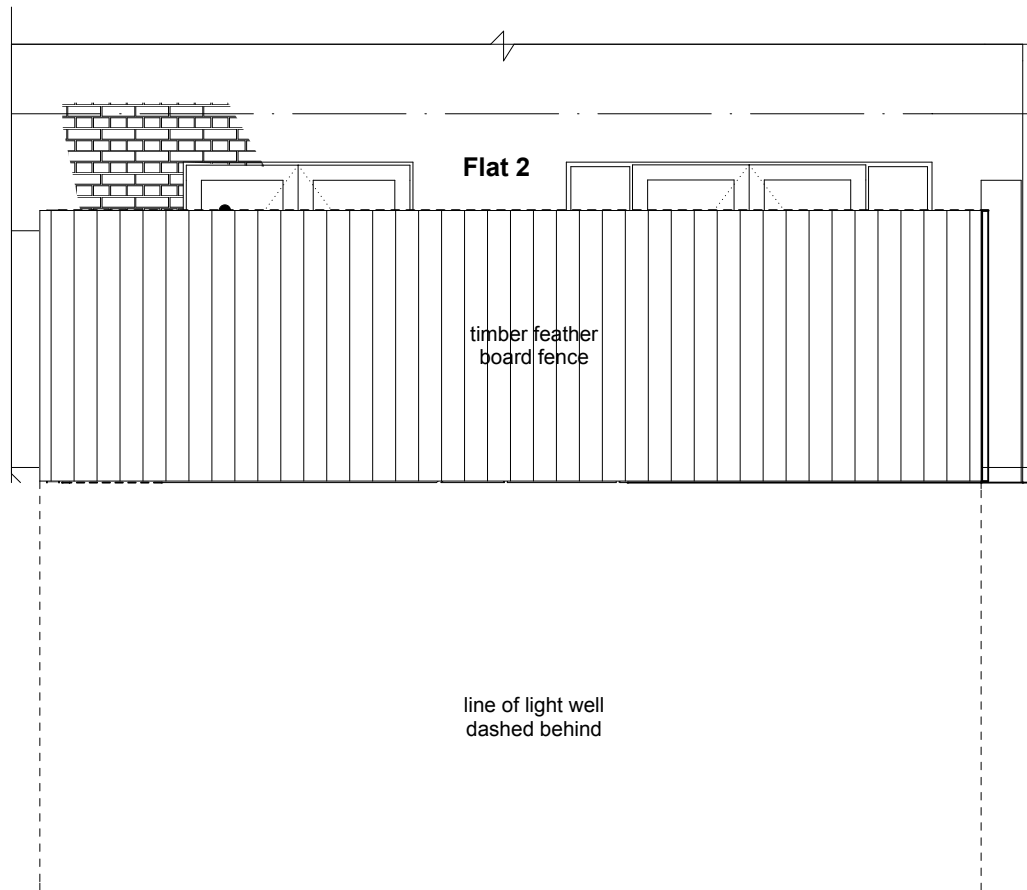 Flat 2
timber feather
board fence
line of light well
dashed behind